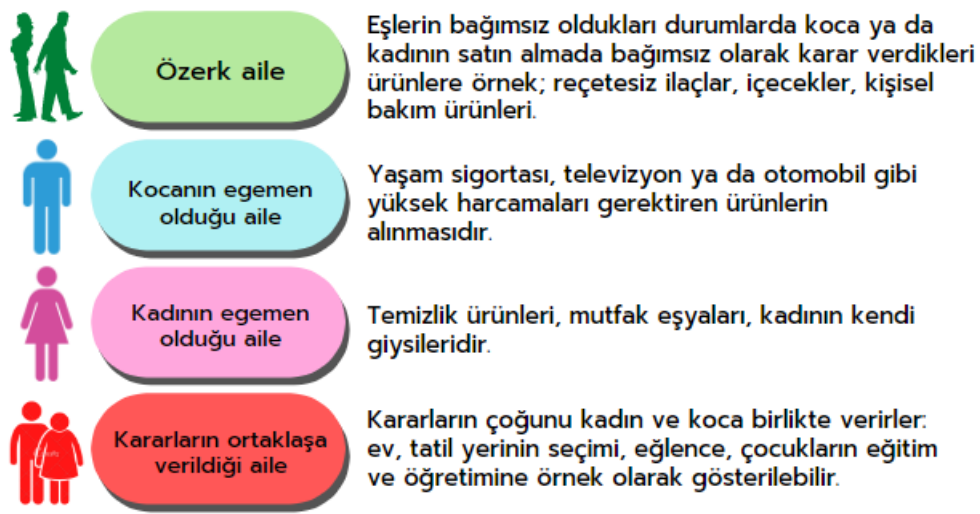 Özerk aile
Eşlerin bağımsız oldukları durumlarda koca ya da
kadının satın almada bağımsız olarak karar verdikleri
ürünlere örnek; reçetesiz ilaçlar, içecekler, kişisel
bakım ürünleri.
Kocanın egemen
olduğu aile
Yaşam sigortası, televizyon ya da otomobil gibi
yüksek harcamaları gerektiren ürünlerin
alınmasıdır.
Kadının egemen
olduğu aile
Temizlik ürünleri, mutfak eşyaları, kadının kendi
giysileridir.
Kararların ortaklaşa
verildiği aile
Kararların çoğunu kadın ve koca birlikte verirler:
ev, tatil yerinin seçimi, eğlence, çocukların eğitim
ve öğretimine örnek olarak gösterilebilir.